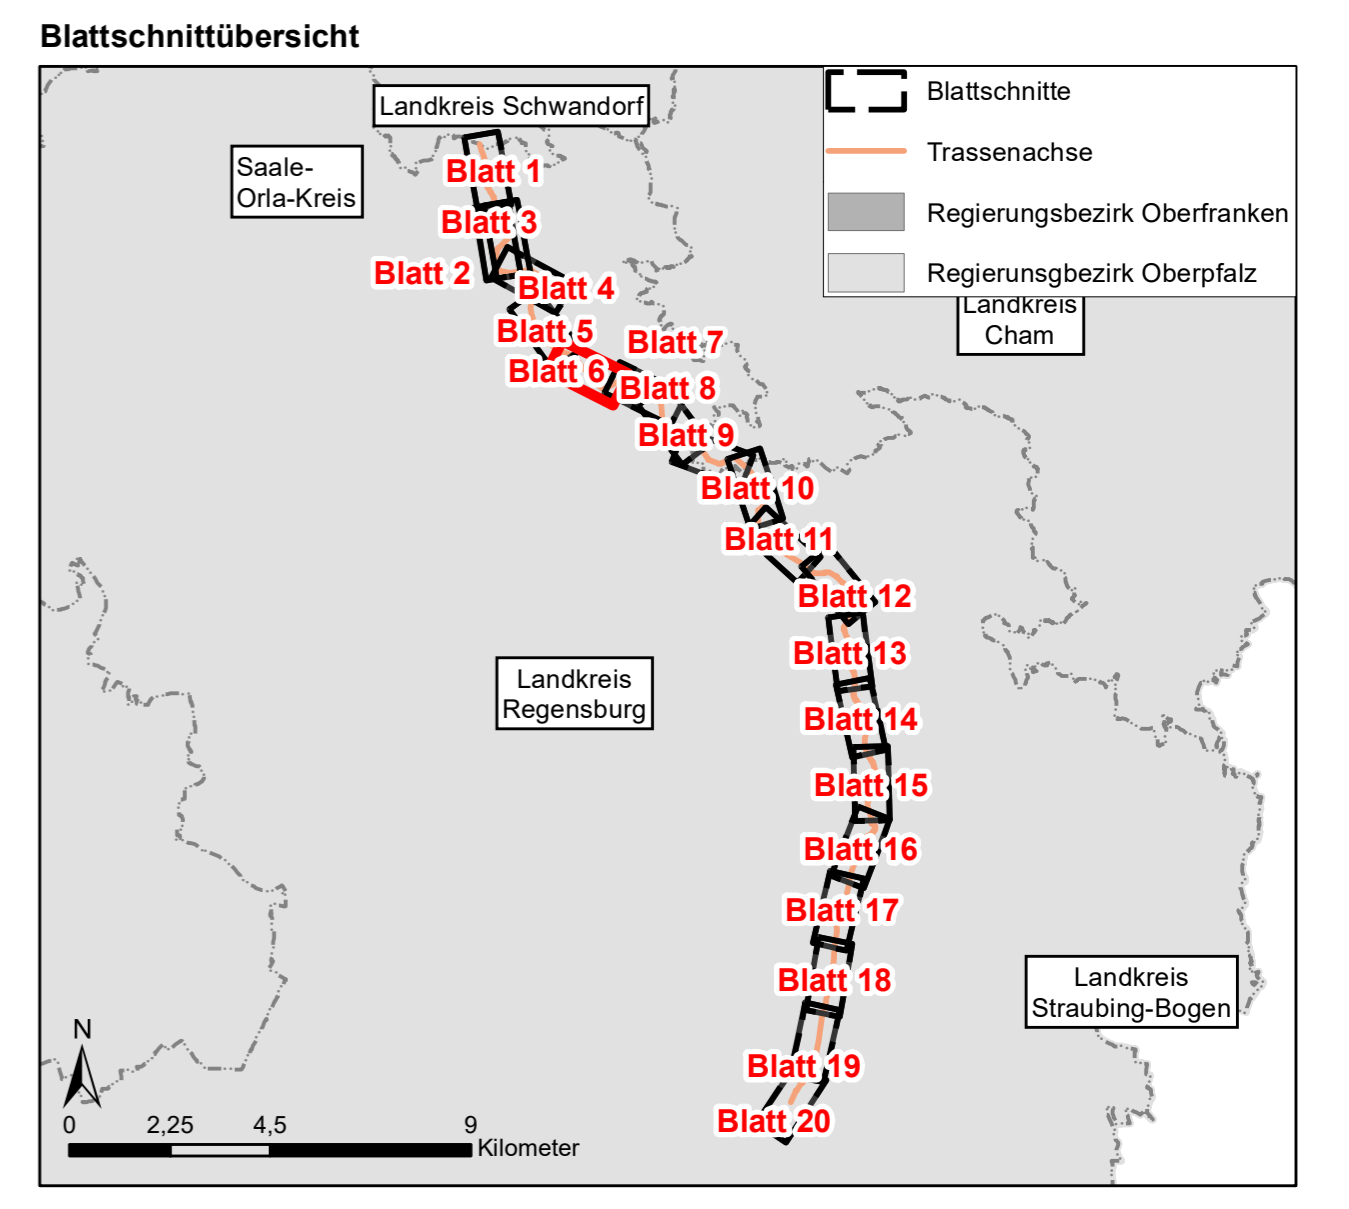 Blattschnittübersicht
Landkreis Schwandorf
Saale-
Orla-Kreis
Blattschnitte
Trassenachse
Regierungsbezirk Oberfranken
Regierunsgbezirk Oberpfalz
Landkreis
Cham
Blatt 1
Blatt 3
Blatt 2
Blatt 4
Blatt 5
Blatt 7
Blatt 6
Blatt 8
Blatt 9
Blatt 10
Blatt 11
Blatt 12
Blatt 13
Landkreis
Regensburg
Blatt 14
Blatt 15
Blatt 16
Blatt 17
Blatt 18
Landkreis
Straubing-Bogen
Blatt 19
Blatt 20
N
0 2,25 4,5 9
Kilometer